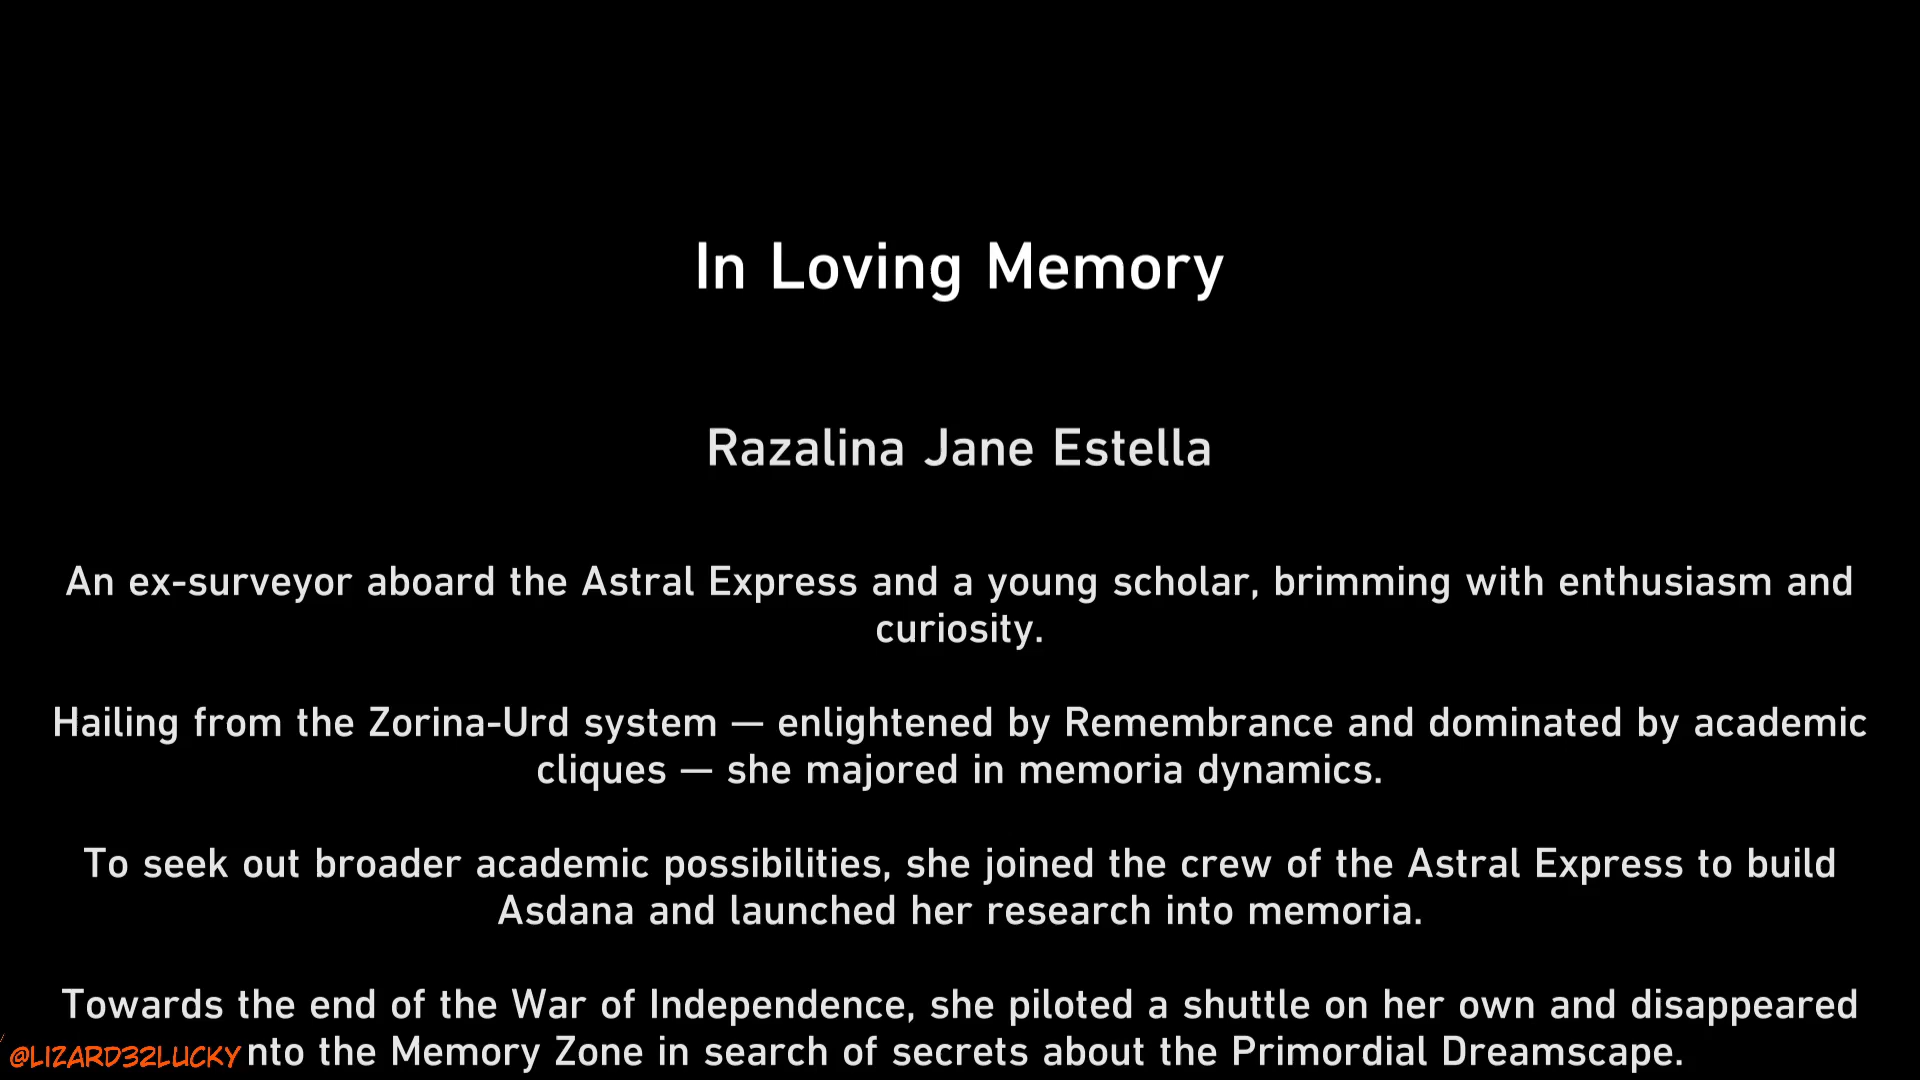 In Loving Memory
Razalina Jane Estella
An ex-surveyor aboard the Astral Express and a young scholar, brimming with enthusiasm and
curiosity.
Hailing from the Zorina-Urd system — enlightened by Remembrance and dominated by academic
cliques — she majored in memoria dynamics.
To seek out broader academic possibilities, she joined the crew of the Astral Express to build
Asdana and launched her research into memoria.
Towards the end of the War of Independence, she piloted a shuttle on her own and disappeared
@LIZARD32LUCKY nto the Memory Zone in search of secrets about the Primordial Dreamscape.